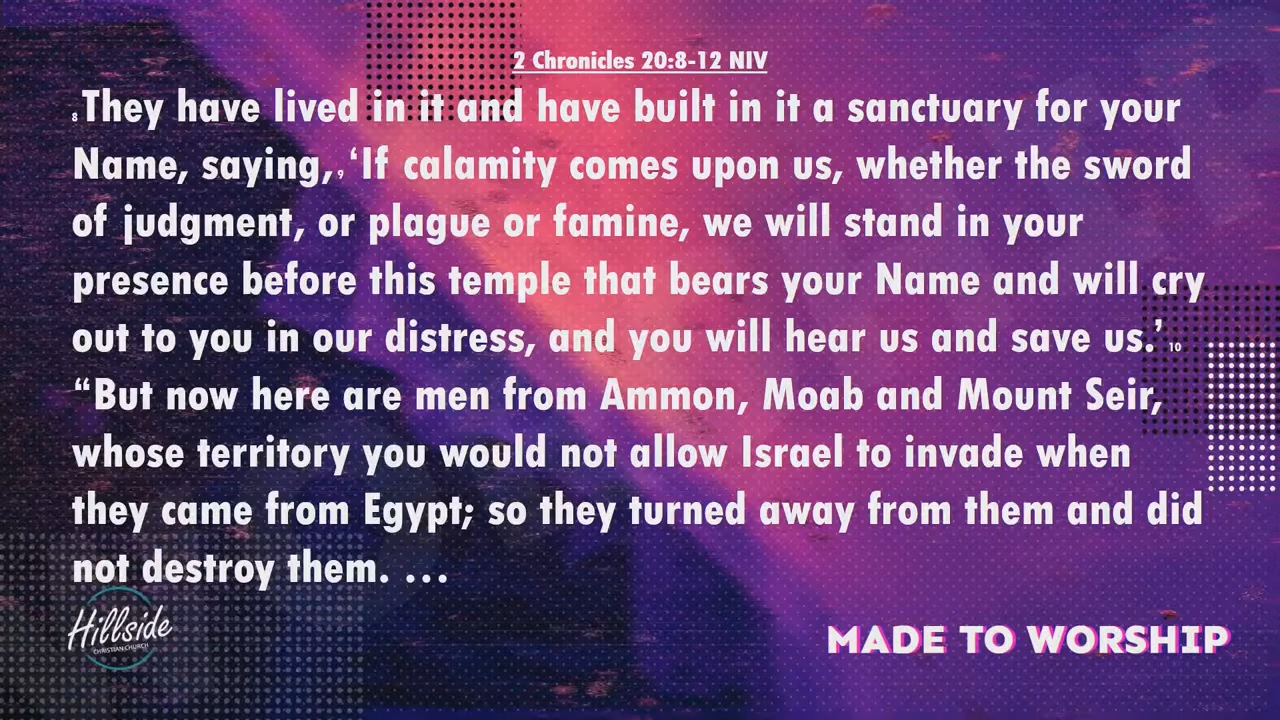 2 Chronicles 20:8-12 NIV
8 They have lived in it and have built in it a sanctuary for your
Name, saying, 9 ‘If calamity comes upon us, whether the sword
of judgment, or plague or famine, we will stand in your
presence before this temple that bears your Name and will cry
out to you in our distress, and you will hear us and save us.’ 10
“But now here are men from Ammon, Moab and Mount Seir,
whose territory you would not allow Israel to invade when
they came from Egypt; so they turned away from them and did
not destroy them. …
Hillside
CHRISTIAN CHURCH
MADE TO WORSHIP